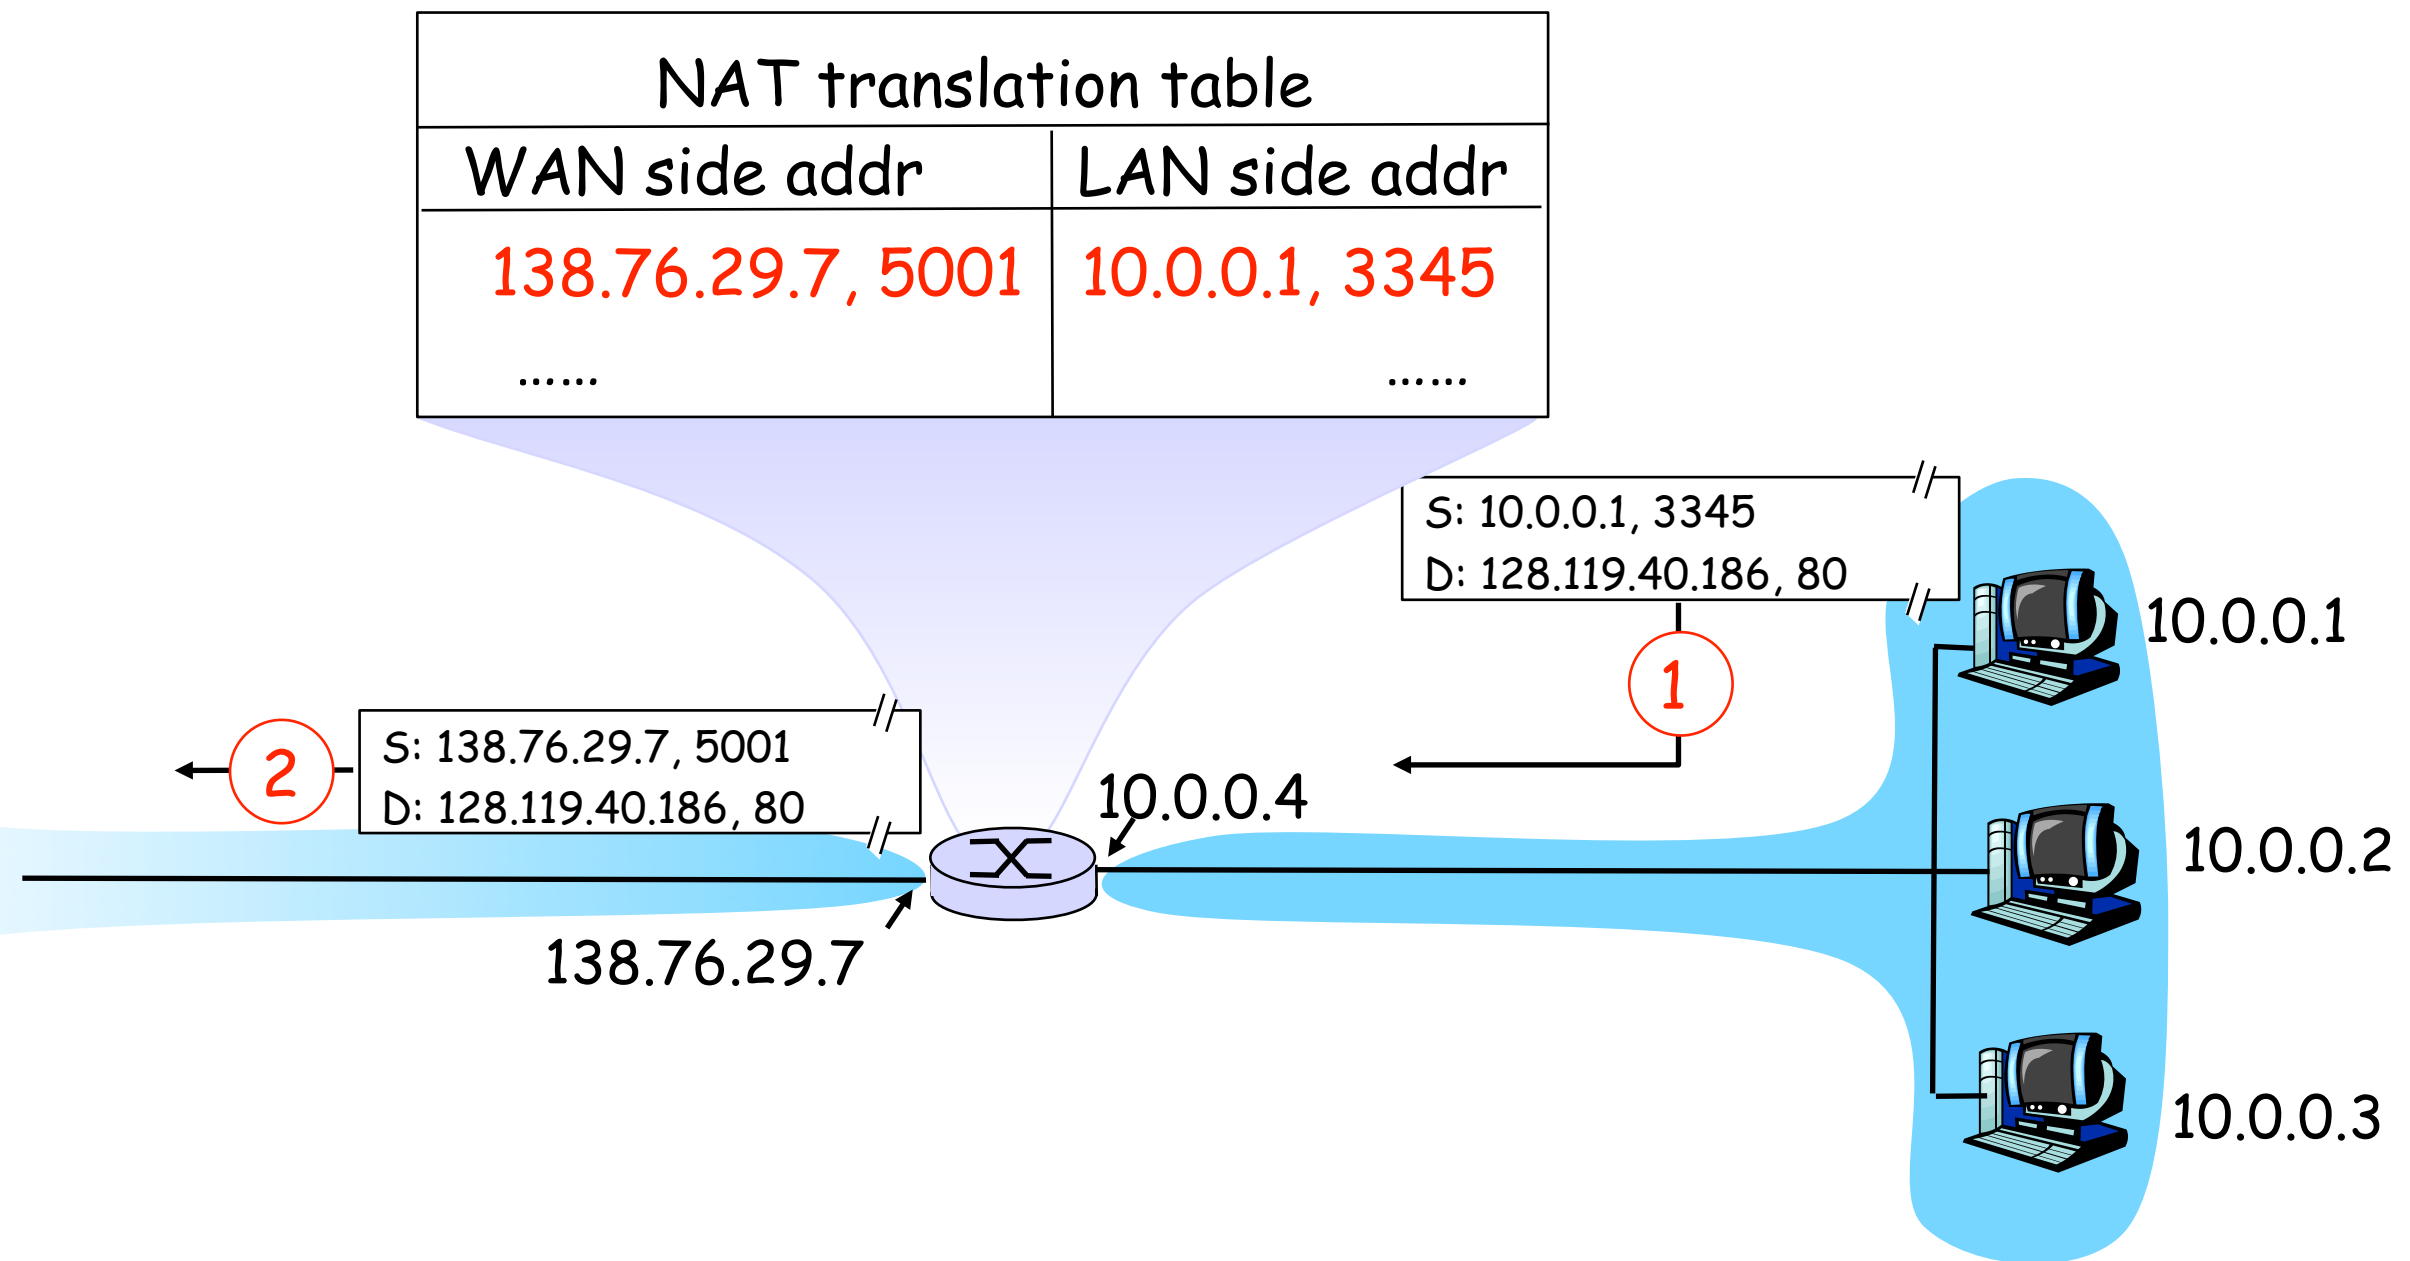 NAT translation table
WAN side addr LAN side addr
138.76.29.7, 5001 10.0.0.1, 3345
...... ......
S: 10.0.0.1, 3345
D: 128.119.40.186, 80
1
10.0.0.1
2
S: 138.76.29.7, 5001
D: 128.119.40.186, 80
10.0.0.4
10.0.0.2
138.76.29.7
10.0.0.3